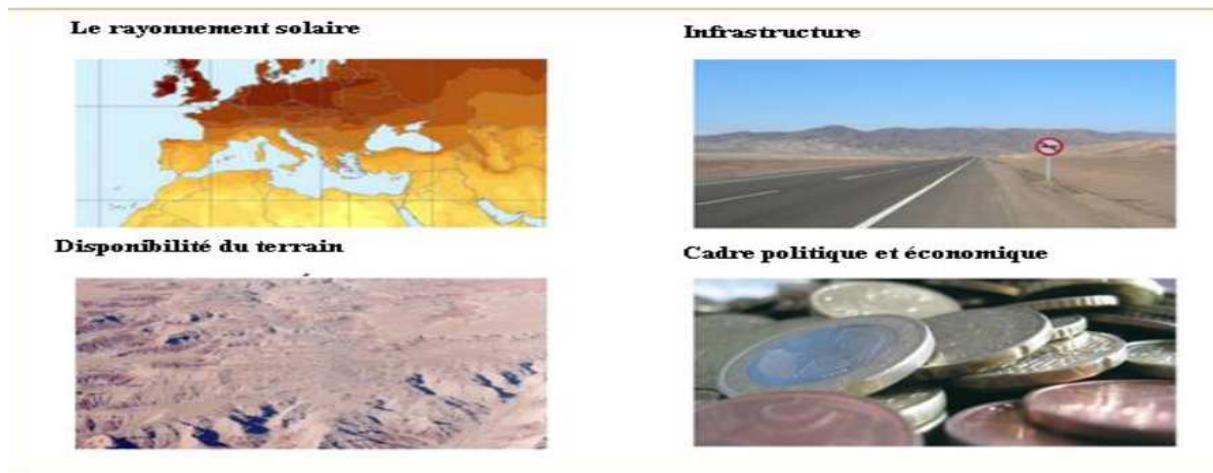 Le rayonnement solaire
Infrastructure
Disponibilité du terrain
Cadre politique et économique